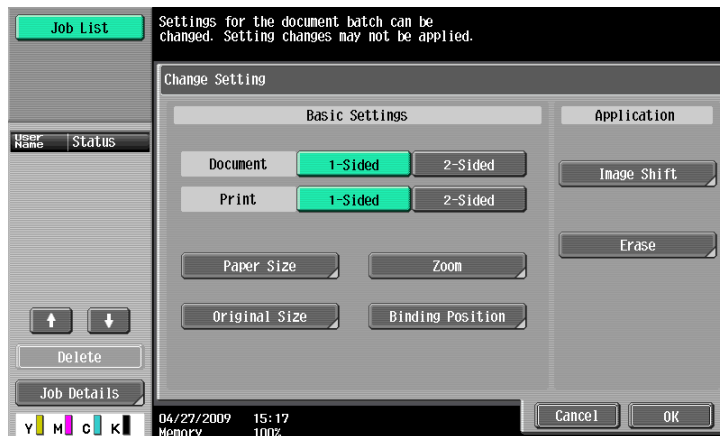 Job List
Settings for the document batch can be
changed. Setting changes may not be applied.
Change Setting
Basic Settings
Application
User
Name
Status
Document
1-Sided
2-Sided
Image Shift
Print
1-Sided
2-Sided
Erase
Paper Size
Zoom
Original Size
Binding Position
Delete
Job Details
Y M C K
04/27/2009 15:17
Memory 100%
Cancel
OK